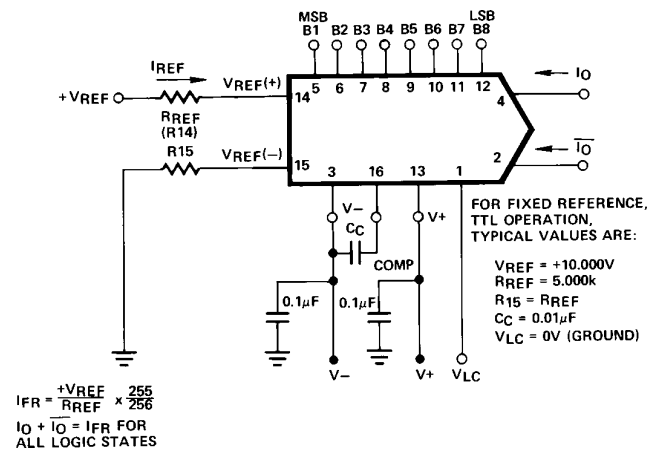 MSB LSB
B1 B2 B3 B4 B5 B6 B7 B8
IREF
+VREF
VREF(+)
RREF
(R14)
R15
VREF(−)
14
15
5 6 7 8 9 10 11 12
4
2
3 16 13 1
IO
I̅O̅
V− V+
CC
COMP
0.1μF 0.1μF
V− V+ VLC
FOR FIXED REFERENCE,
TTL OPERATION,
TYPICAL VALUES ARE:
VREF = +10.000V
RREF = 5.000k
R15 = RREF
CC = 0.01μF
VLC = 0V (GROUND)
IFR = +VREF/RREF x 255/256
IO + I̅O̅ = IFR FOR
ALL LOGIC STATES